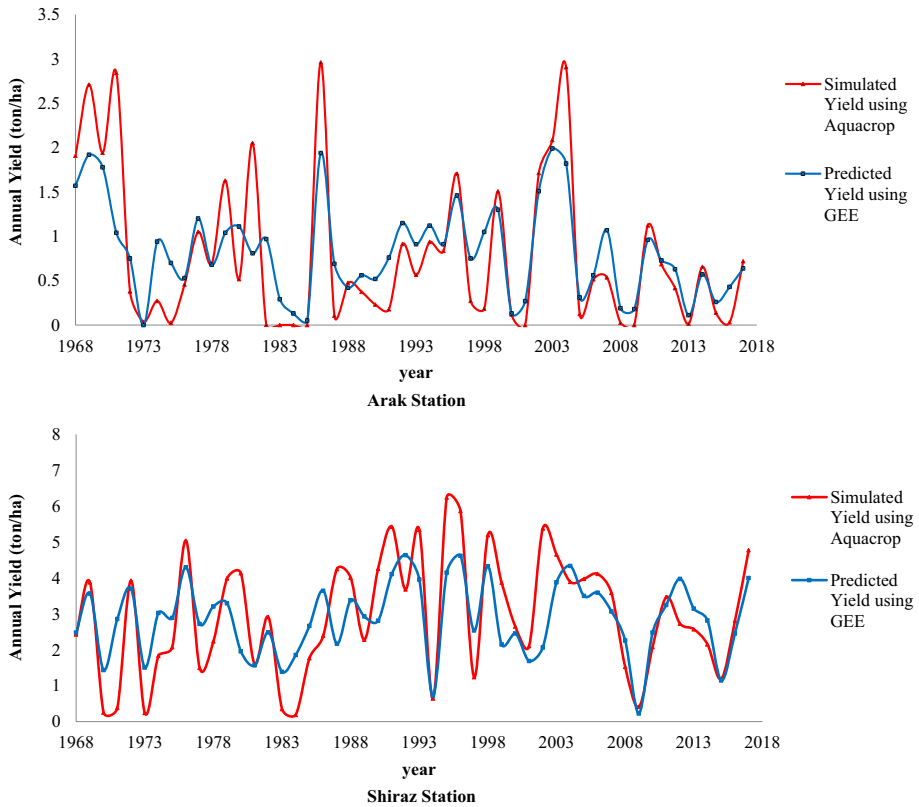 3.5
3
2.5
2
1.5
1
0.5
0
Annual Yield (ton/ha)
1968 1973 1978 1983 1988 1993 1998 2003 2008 2013 2018
year
Arak Station
Simulated
Yield using
Aquacrop
Predicted
Yield using
GEE
8
7
6
5
4
3
2
1
0
Annual Yield (ton/ha)
1968 1973 1978 1983 1988 1993 1998 2003 2008 2013 2018
year
Shiraz Station
Simulated
Yield using
Aquacrop
Predicted
Yield using
GEE